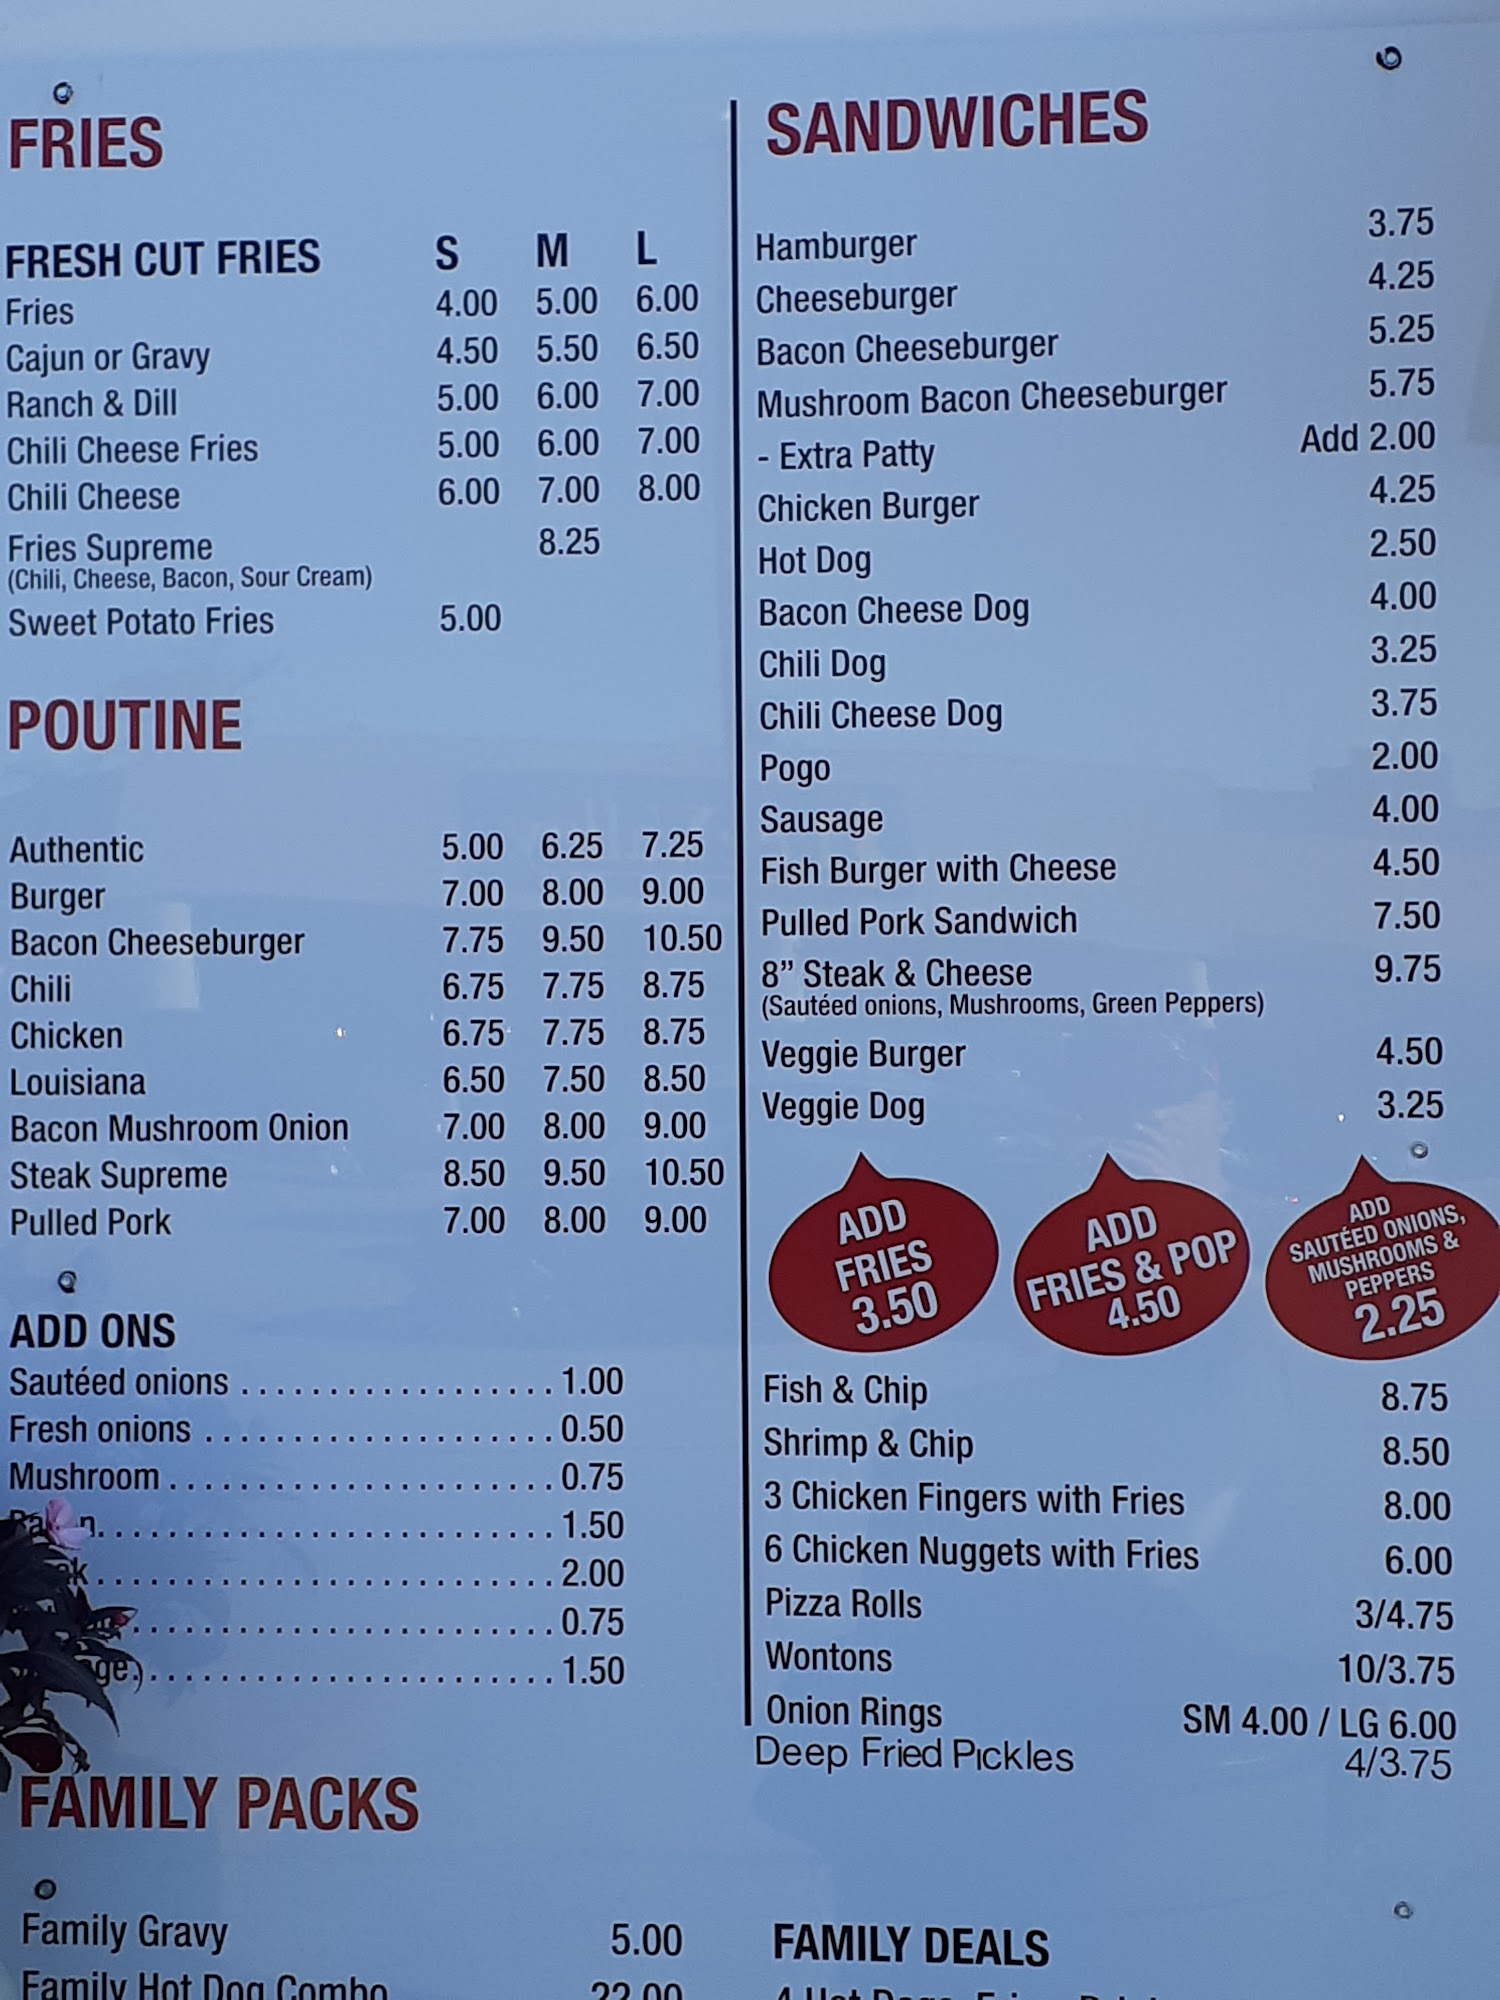 FRIES
FRESH CUT FRIES S M L
Fries 4.00 5.00 6.00
Cajun or Gravy 4.50 5.50 6.50
Ranch & Dill 5.00 6.00 7.00
Chili Cheese Fries 5.00 6.00 7.00
Chili Cheese 6.00 7.00 8.00
Fries Supreme 8.25
(Chili, Cheese, Bacon, Sour Cream)
Sweet Potato Fries 5.00
POUTINE
Authentic 5.00 6.25 7.25
Burger 7.00 8.00 9.00
Bacon Cheeseburger 7.75 9.50 10.50
Chili 6.75 7.75 8.75
Chicken 6.75 7.75 8.75
Louisiana 6.50 7.50 8.50
Bacon Mushroom Onion 7.00 8.00 9.00
Steak Supreme 8.50 9.50 10.50
Pulled Pork 7.00 8.00 9.00
ADD ONS
Sautéed onions 1.00
Fresh onions 0.50
Mushroom 0.75
1.50
2.00
0.75
1.50
SANDWICHES
Hamburger 3.75
Cheeseburger 4.25
Bacon Cheeseburger 5.25
Mushroom Bacon Cheeseburger 5.75
- Extra Patty Add 2.00
Chicken Burger 4.25
Hot Dog 2.50
Bacon Cheese Dog 4.00
Chili Dog 3.25
Chili Cheese Dog 3.75
Pogo 2.00
Sausage 4.00
Fish Burger with Cheese 4.50
Pulled Pork Sandwich 7.50
8” Steak & Cheese 9.75
(Sautéed onions, Mushrooms, Green Peppers)
Veggie Burger 4.50
Veggie Dog 3.25
ADD
FRIES
3.50
ADD
FRIES & POP
4.50
ADD
SAUTÉED ONIONS,
MUSHROOMS &
PEPPERS
2.25
Fish & Chip 8.75
Shrimp & Chip 8.50
3 Chicken Fingers with Fries 8.00
6 Chicken Nuggets with Fries 6.00
Pizza Rolls 3/4.75
Wontons 10/3.75
Onion Rings SM 4.00 / LG 6.00
Deep Fried Pickles 4/3.75
FAMILY PACKS
Family Gravy 5.00
Family Hot Dog Combo 22.00
FAMILY DEALS
4 Hot Dogs